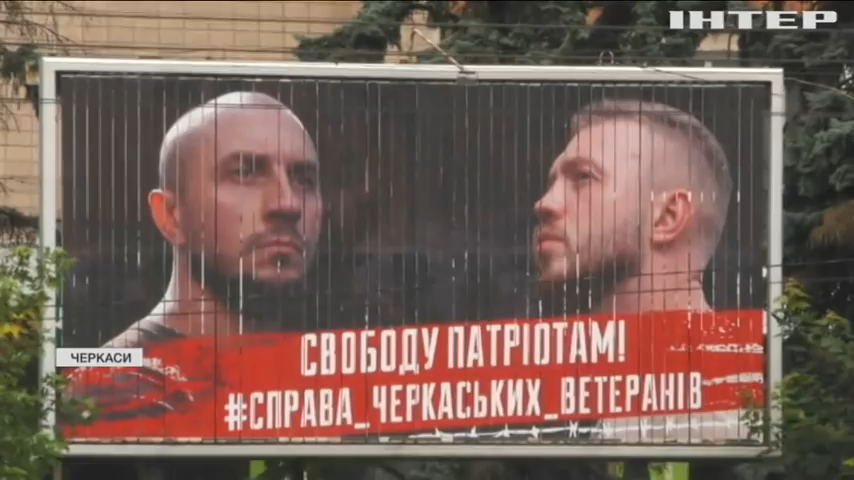 ІНТЕР
СВОБОДУ ПАТРІОТАМ!
ЧЕРКАСИ
#СПРАВА_ЧЕРКАСЬКИХ_ВЕТЕРАНІВ